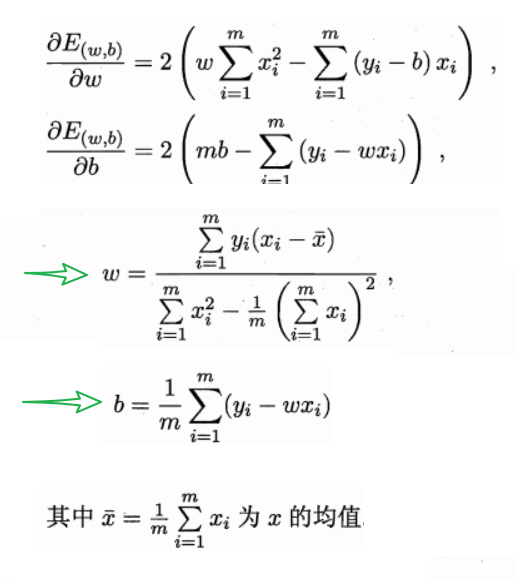 ∂E_(w,b)/∂w = 2 ( w ∑_{i=1}^{m} x_i^2 − ∑_{i=1}^{m} (y_i − b) x_i ) ,
∂E_(w,b)/∂b = 2 ( mb − ∑_{i=1}^{m} (y_i − wx_i) ) ,
w = ∑_{i=1}^{m} y_i(x_i − x̄) / ( ∑_{i=1}^{m} x_i^2 − 1/m ( ∑_{i=1}^{m} x_i )^2 ) ,
b = 1/m ∑_{i=1}^{m} (y_i − wx_i)
其中 x̄ = 1/m ∑_{i=1}^{m} x_i 为 x 的均值